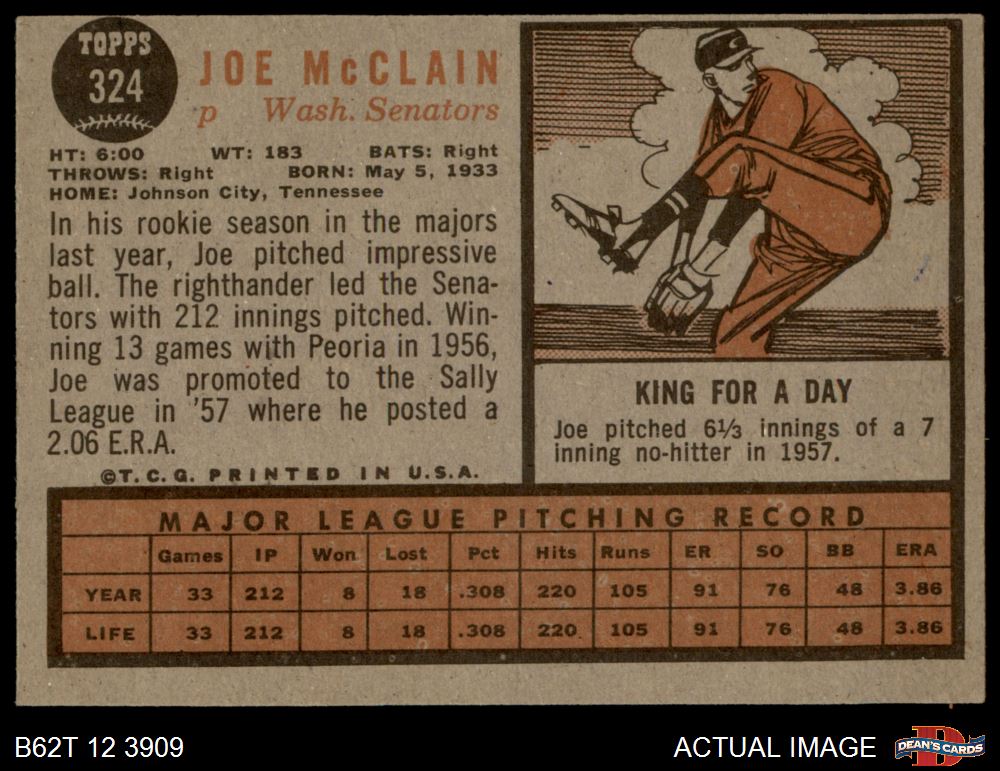 TOPPS
324
JOE McCLAIN
p Wash. Senators
HT: 6:00 WT: 183 BATS: Right
THROWS: Right BORN: May 5, 1933
HOME: Johnson City, Tennessee
In his rookie season in the majors
last year, Joe pitched impressive
ball. The righthander led the Sena-
tors with 212 innings pitched. Win-
ning 13 games with Peoria in 1956,
Joe was promoted to the Sally
League in '57 where he posted a
2.06 E.R.A.
©T.C.G. PRINTED IN U.S.A.
C
KING FOR A DAY
Joe pitched 6⅓ innings of a 7
inning no-hitter in 1957.
MAJOR LEAGUE PITCHING RECORD
Games IP Won Lost Pct Hits Runs ER SO BB ERA
YEAR 33 212 8 18 .308 220 105 91 76 48 3.86
LIFE 33 212 8 18 .308 220 105 91 76 48 3.86
B62T 12 3909
ACTUAL IMAGE
D
DEAN'S CARDS